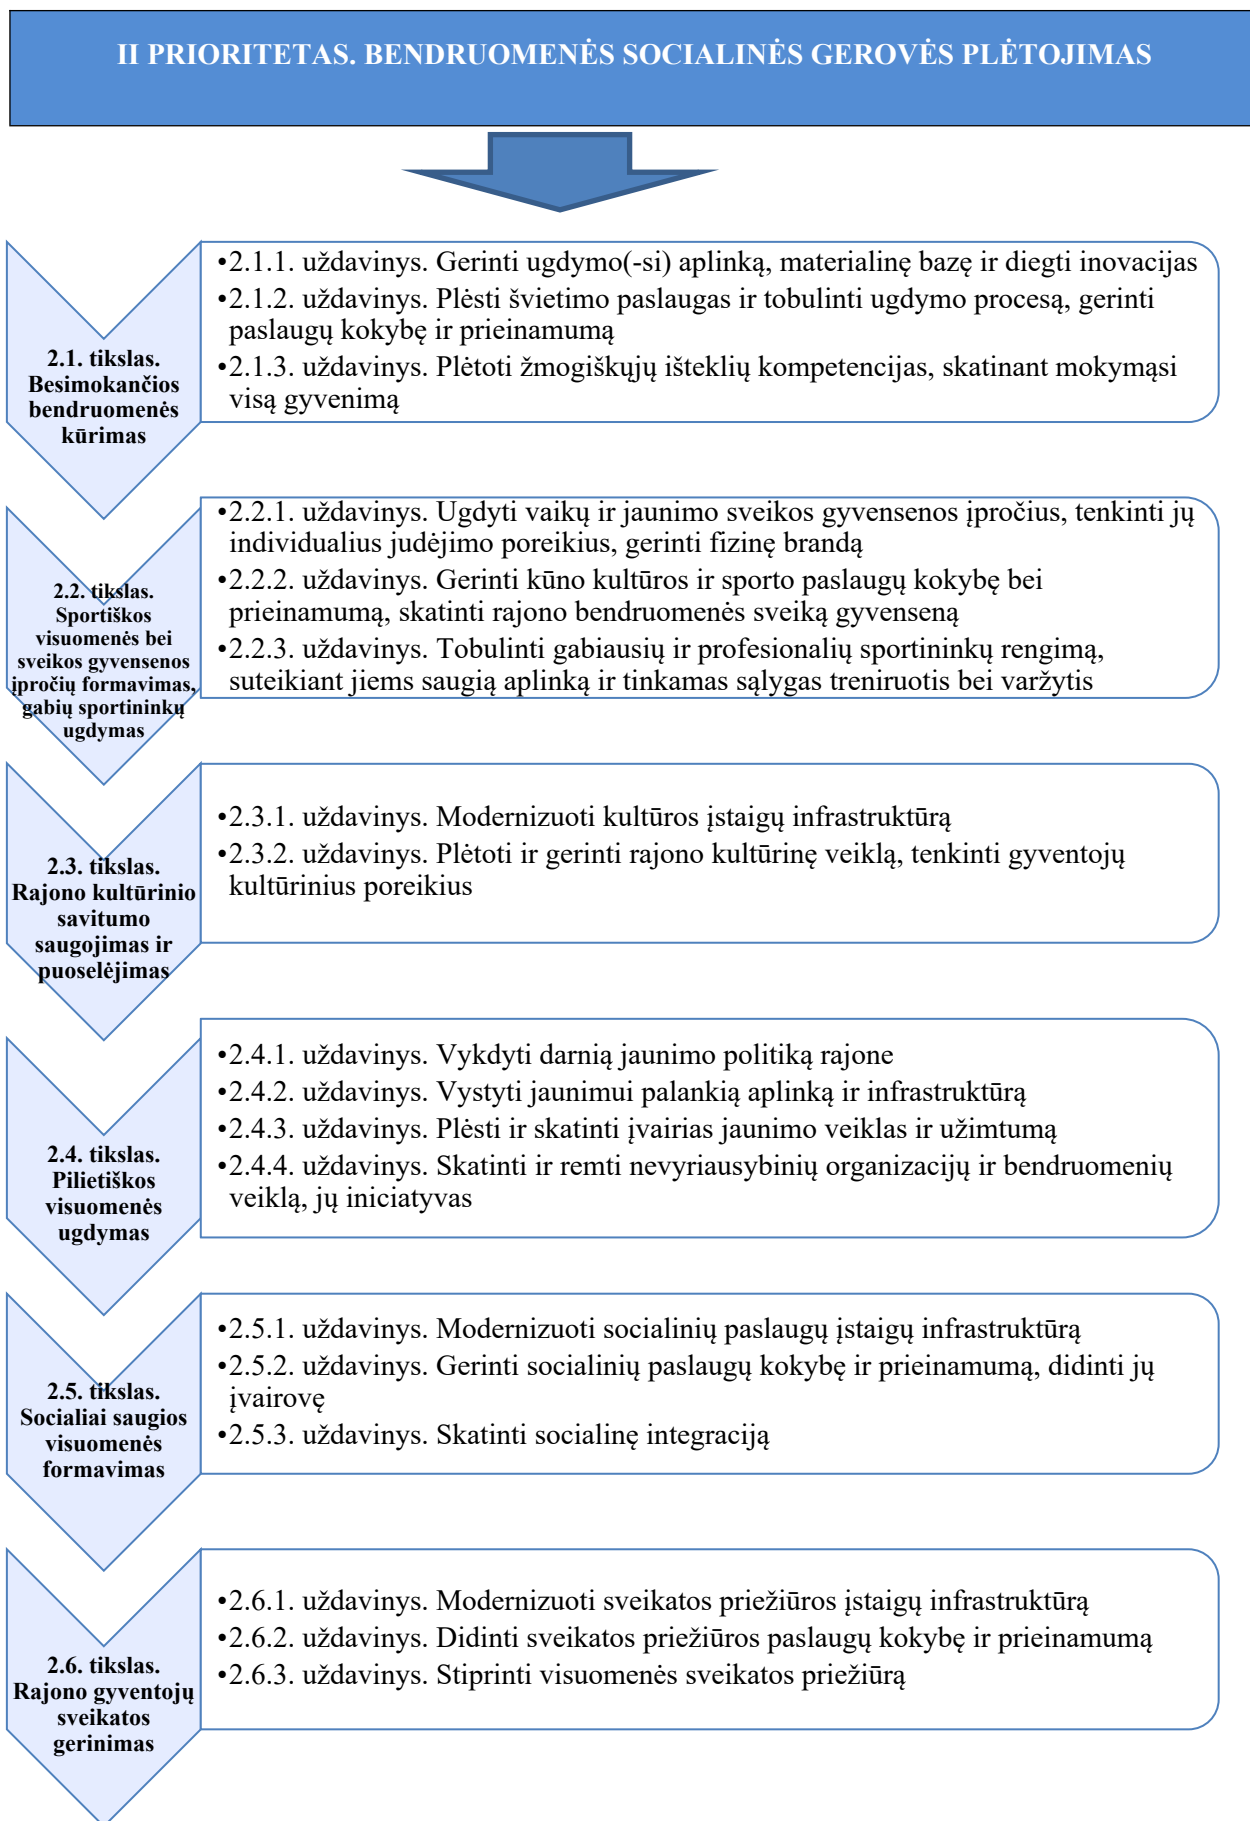 II PRIORITETAS. BENDRUOMENĖS SOCIALINĖS GEROVĖS PLĖTOJIMAS
2.1. tikslas.
Besimokančios
bendruomenės
kūrimas
•2.1.1. uždavinys. Gerinti ugdymo(-si) aplinką, materialinę bazę ir diegti inovacijas
•2.1.2. uždavinys. Plėsti švietimo paslaugas ir tobulinti ugdymo procesą, gerinti
paslaugų kokybę ir prieinamumą
•2.1.3. uždavinys. Plėtoti žmogiškųjų išteklių kompetencijas, skatinant mokymąsi
visą gyvenimą
2.2. tikslas.
Sportiškos
visuomenės bei
sveikos gyvensenos
įpročių formavimas,
gabių sportininkų
ugdymas
•2.2.1. uždavinys. Ugdyti vaikų ir jaunimo sveikos gyvensenos įpročius, tenkinti jų
individualius judėjimo poreikius, gerinti fizinę brandą
•2.2.2. uždavinys. Gerinti kūno kultūros ir sporto paslaugų kokybę bei
prieinamumą, skatinti rajono bendruomenės sveiką gyvenseną
•2.2.3. uždavinys. Tobulinti gabiausių ir profesionalių sportininkų rengimą,
suteikiant jiems saugią aplinką ir tinkamas sąlygas treniruotis bei varžytis
2.3. tikslas.
Rajono kultūrinio
savitumo
saugojimas ir
puoselėjimas
•2.3.1. uždavinys. Modernizuoti kultūros įstaigų infrastruktūrą
•2.3.2. uždavinys. Plėtoti ir gerinti rajono kultūrinę veiklą, tenkinti gyventojų
kultūrinius poreikius
2.4. tikslas.
Pilietiškos
visuomenės
ugdymas
•2.4.1. uždavinys. Vykdyti darnią jaunimo politiką rajone
•2.4.2. uždavinys. Vystyti jaunimui palankią aplinką ir infrastruktūrą
•2.4.3. uždavinys. Plėsti ir skatinti įvairias jaunimo veiklas ir užimtumą
•2.4.4. uždavinys. Skatinti ir remti nevyriausybinių organizacijų ir bendruomenių
veiklą, jų iniciatyvas
2.5. tikslas.
Socialiai saugios
visuomenės
formavimas
•2.5.1. uždavinys. Modernizuoti socialinių paslaugų įstaigų infrastruktūrą
•2.5.2. uždavinys. Gerinti socialinių paslaugų kokybę ir prieinamumą, didinti jų
įvairovę
•2.5.3. uždavinys. Skatinti socialinę integraciją
2.6. tikslas.
Rajono gyventojų
sveikatos
gerinimas
•2.6.1. uždavinys. Modernizuoti sveikatos priežiūros įstaigų infrastruktūrą
•2.6.2. uždavinys. Didinti sveikatos priežiūros paslaugų kokybę ir prieinamumą
•2.6.3. uždavinys. Stiprinti visuomenės sveikatos priežiūrą